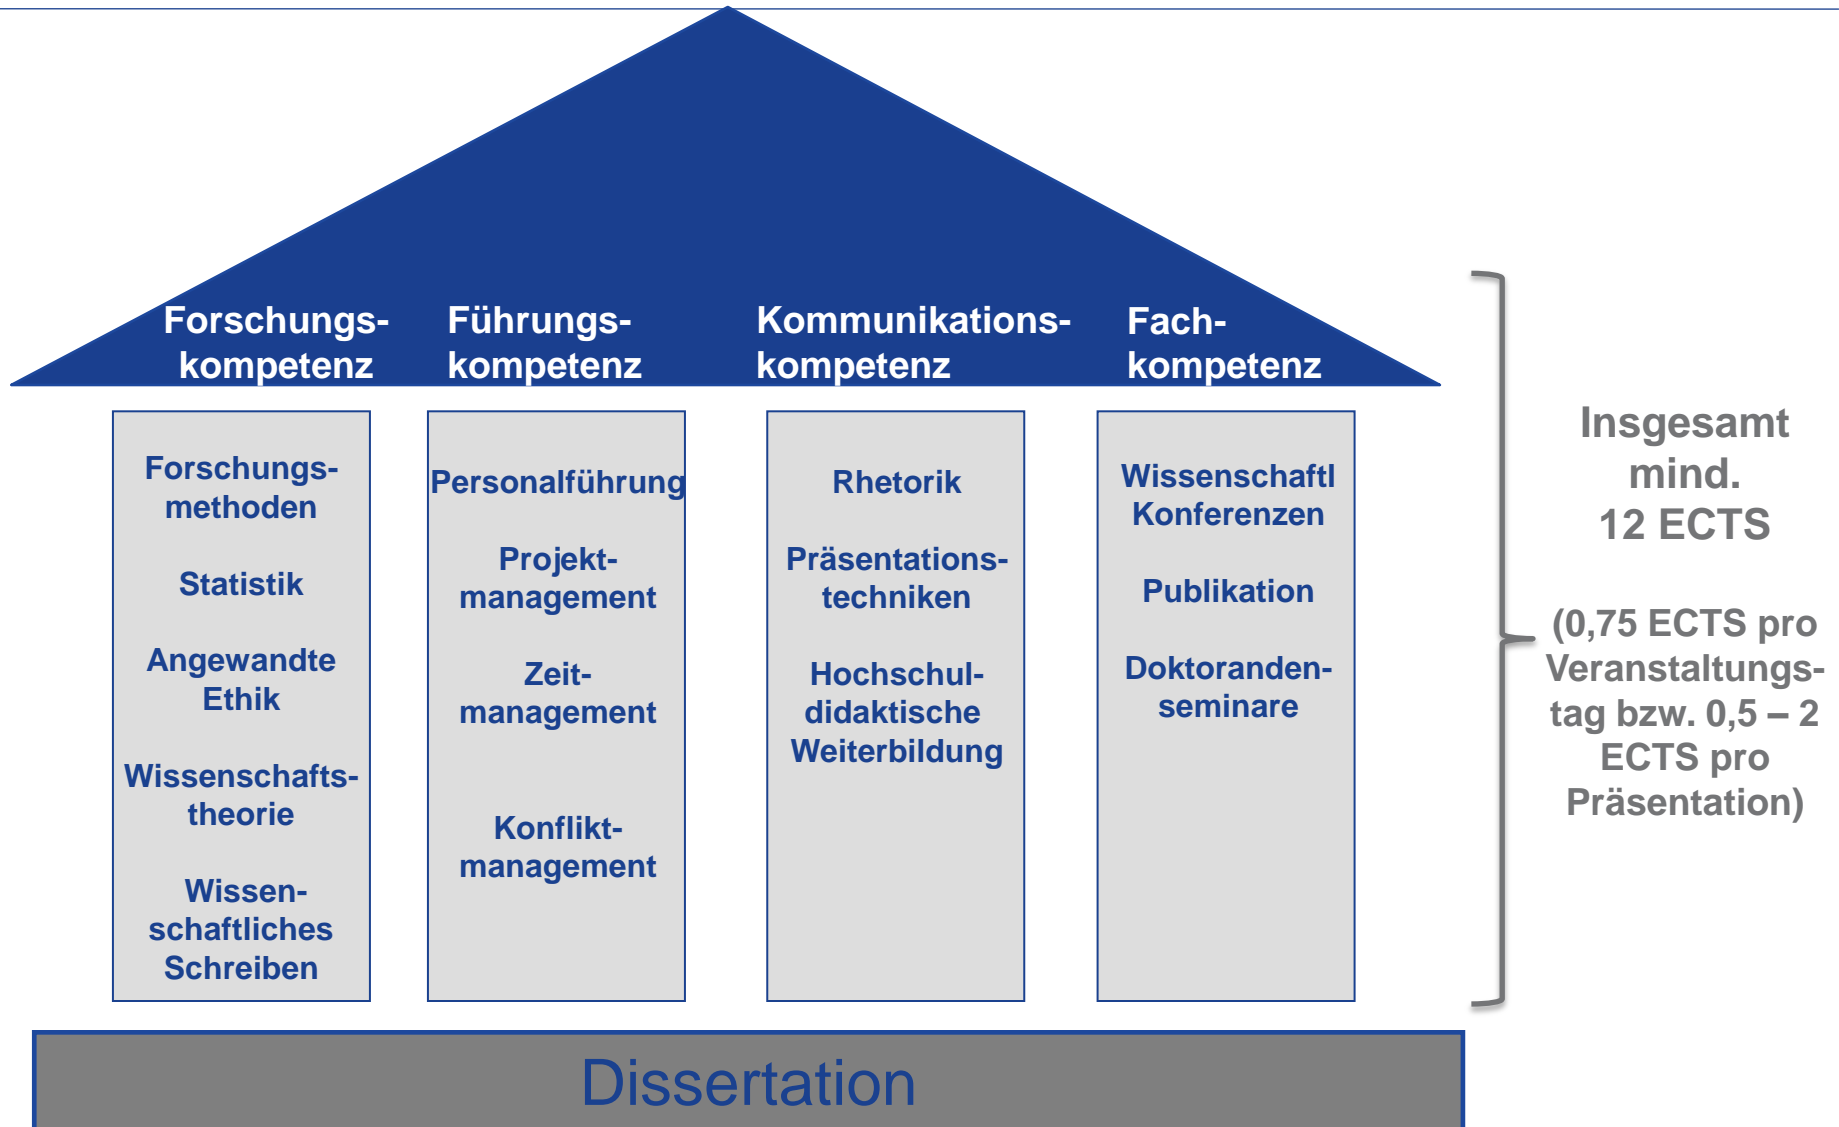 Forschungs-
kompetenz
Führungs-
kompetenz
Kommunikations-
kompetenz
Fach-
kompetenz
Forschungs-
methoden
Statistik
Angewandte
Ethik
Wissenschafts-
theorie
Wissen-
schaftliches
Schreiben
Personalführung
Projekt-
management
Zeit-
management
Konflikt-
management
Rhetorik
Präsentations-
techniken
Hochschul-
didaktische
Weiterbildung
Wissenschaftl
Konferenzen
Publikation
Doktoranden-
seminare
Insgesamt
mind.
12 ECTS
(0,75 ECTS pro
Veranstaltungs-
tag bzw. 0,5 – 2
ECTS pro
Präsentation)
Dissertation